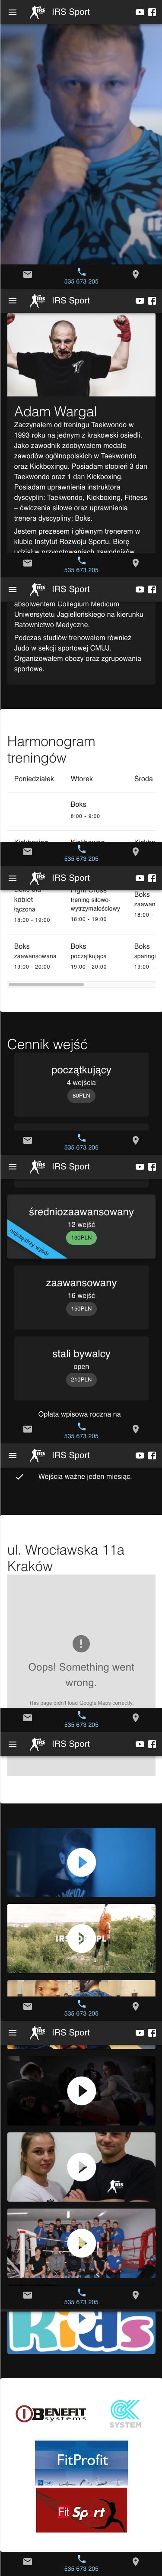 IRS Sport
535 673 205
IRS Sport
Adam Wargal
Zaczynałem od treningu Taekwondo w
1993 roku na jednym z krakowski osiedli.
Jako zawodnik zdobywałem medale
zawodów ogólnopolskich w Taekwondo
oraz Kickboxingu. Posiadam stopień 3 dan
Taekwondo oraz 1 dan Kickboxing.
Posiadam uprawnienia instruktora
dyscyplin: Taekwondo, Kickboxing, Fitness
– ćwiczenia siłowe oraz uprawnienia
trenera dyscypliny: Boks.
Jestem prezesem i głównym trenerem w
klubie Instytut Rozwoju Sportu. Biorę
udział w przygotowaniach zawodników
535 673 205
IRS Sport
absolwentem Collegium Medicum
Uniwersytetu Jagiellońskiego na kierunku
Ratownictwo Medyczne.
Podczas studiów trenowałem również
Judo w sekcji sportowej CMUJ.
Organizowałem obozy oraz zgrupowania
sportowe.
Harmonogram
treningów
Poniedziałek Wtorek Środa
Boks
8:00 - 9:00
535 673 205
IRS Sport
kobiet
łączona
18:00 - 19:00
trening siłowo-
wytrzymałościowy
18:00 - 19:00
Boks
zaawan
18:00 -
Boks
zaawansowana
19:00 - 20:00
Boks
początkująca
19:00 - 20:00
Boks
sparingi
19:00 -
Cennik wejść
początkujący
4 wejścia
80PLN
535 673 205
IRS Sport
średniozaawansowany
12 wejść
130PLN
najczęstrzy wybór
zaawansowany
16 wejść
150PLN
stali bywalcy
open
210PLN
Opłata wpisowa roczna na
535 673 205
IRS Sport
Wejścia ważne jeden miesiąc.
ul. Wrocławska 11a
Kraków
Oops! Something went
wrong.
This page didn't load Google Maps correctly.
535 673 205
IRS Sport
535 673 205
IRS Sport
535 673 205
Kids
BENEFIT
systems
OK
SYSTEM
FitProfit
Fit Sport
535 673 205